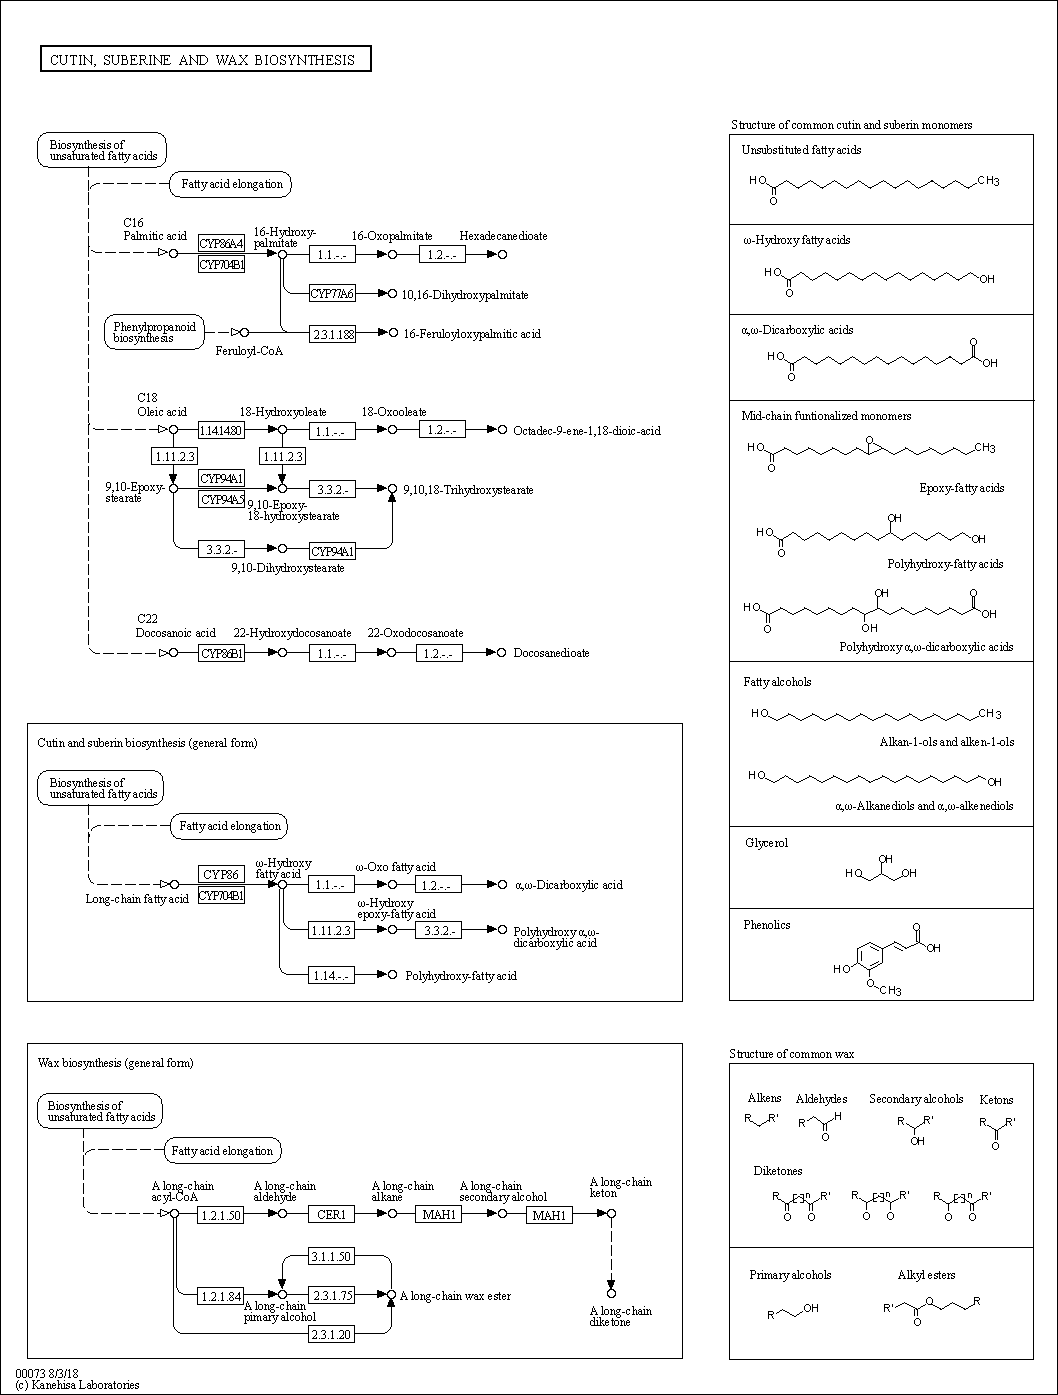 CUTIN, SUBERINE AND WAX BIOSYNTHESIS
Biosynthesis of
unsaturated fatty acids
Fatty acid elongation
C16
Palmitic acid
CYP86A4
CYP704B1
16-Hydroxy-
palmitate
1.1.-.-
16-Oxopalmitate
1.2.-.-
Hexadecanedioate
CYP77A6
10,16-Dihydroxypalmitate
Phenylpropanoid
biosynthesis
Feruloyl-CoA
2.3.1.188
16-Feruloyloxypalmitic acid
C18
Oleic acid
1.14.14.80
18-Hydroxyoleate
1.1.-.-
18-Oxooleate
1.2.-.-
Octadec-9-ene-1,18-dioic-acid
1.11.2.3
1.11.2.3
9,10-Epoxy-
stearate
CYP94A1
CYP94A5
9,10-Epoxy-
18-hydroxystearate
3.3.2.-
9,10,18-Trihydroxystearate
3.3.2.-
9,10-Dihydroxystearate
CYP94A1
C22
Docosanoic acid
CYP86B1
22-Hydroxydocosanoate
1.1.-.-
22-Oxodocosanoate
1.2.-.-
Docosanedioate
Cutin and suberin biosynthesis (general form)
Biosynthesis of
unsaturated fatty acids
Fatty acid elongation
Long-chain fatty acid
CYP86
CYP704B1
ω-Hydroxy
fatty acid
1.1.-.-
ω-Oxo fatty acid
1.2.-.-
α,ω-Dicarboxylic acid
1.11.2.3
ω-Hydroxy
epoxy-fatty acid
3.3.2.-
Polyhydroxy α,ω-
dicarboxylic acid
1.14.-.-
Polyhydroxy-fatty acid
Wax biosynthesis (general form)
Biosynthesis of
unsaturated fatty acids
Fatty acid elongation
A long-chain
acyl-CoA
1.2.1.50
A long-chain
aldehyde
CER1
A long-chain
alkane
MAH1
A long-chain
secondary alcohol
MAH1
A long-chain
keton
3.1.1.50
1.2.1.84
A long-chain
pimary alcohol
2.3.1.75
A long-chain wax ester
2.3.1.20
A long-chain
diketone
00073 8/3/18
(c) Kanehisa Laboratories
Structure of common cutin and suberin monomers
Unsubstituted fatty acids
HO
O
CH3
ω-Hydroxy fatty acids
HO
O
OH
α,ω-Dicarboxylic acids
HO
O
O
OH
Mid-chain funtionalized monomers
HO
O
O
CH3
Epoxy-fatty acids
HO
O
OH
OH
Polyhydroxy-fatty acids
HO
O
OH
OH
O
OH
Polyhydroxy α,ω-dicarboxylic acids
Fatty alcohols
HO
CH3
Alkan-1-ols and alken-1-ols
HO
OH
α,ω-Alkanediols and α,ω-alkenediols
Glycerol
OH
HO
OH
Phenolics
O
OH
HO
O
CH3
Structure of common wax
Alkens
Aldehydes
Secondary alcohols
Ketons
R
R'
R
H
O
R
R'
OH
R
R'
O
Diketones
R
[ ]n
R'
O
O
R
[ ]n
R'
O
O
R
[ ]n
R'
O
O
Primary alcohols
Alkyl esters
R
OH
R'
O
O
R